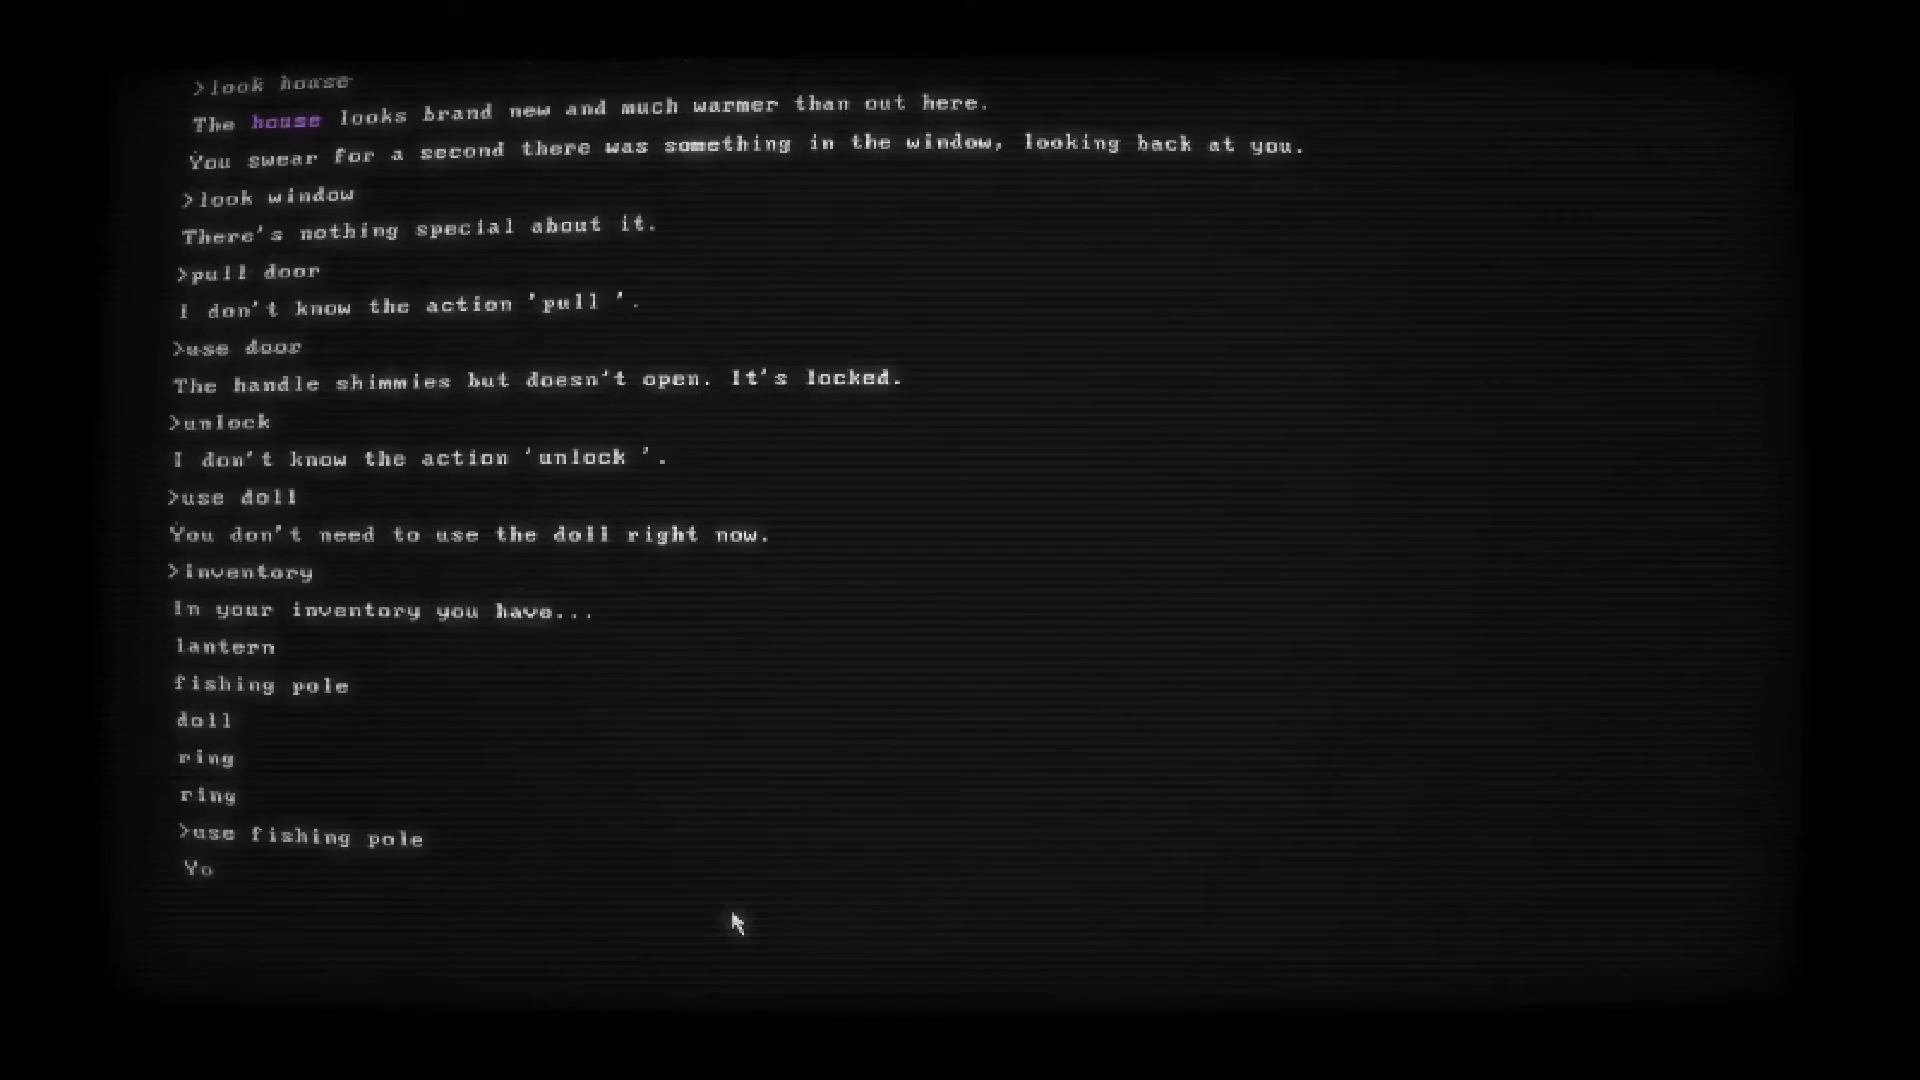 >look house
The house looks brand new and much warmer than out here.
You swear for a second there was something in the window, looking back at you.
>look window
There's nothing special about it.
>pull door
I don't know the action 'pull '.
>use door
The handle shimmies but doesn't open. It's locked.
>unlock
I don't know the action 'unlock '.
>use doll
You don't need to use the doll right now.
>inventory
In your inventory you have...
lantern
fishing pole
doll
ring
ring
>use fishing pole
Yo